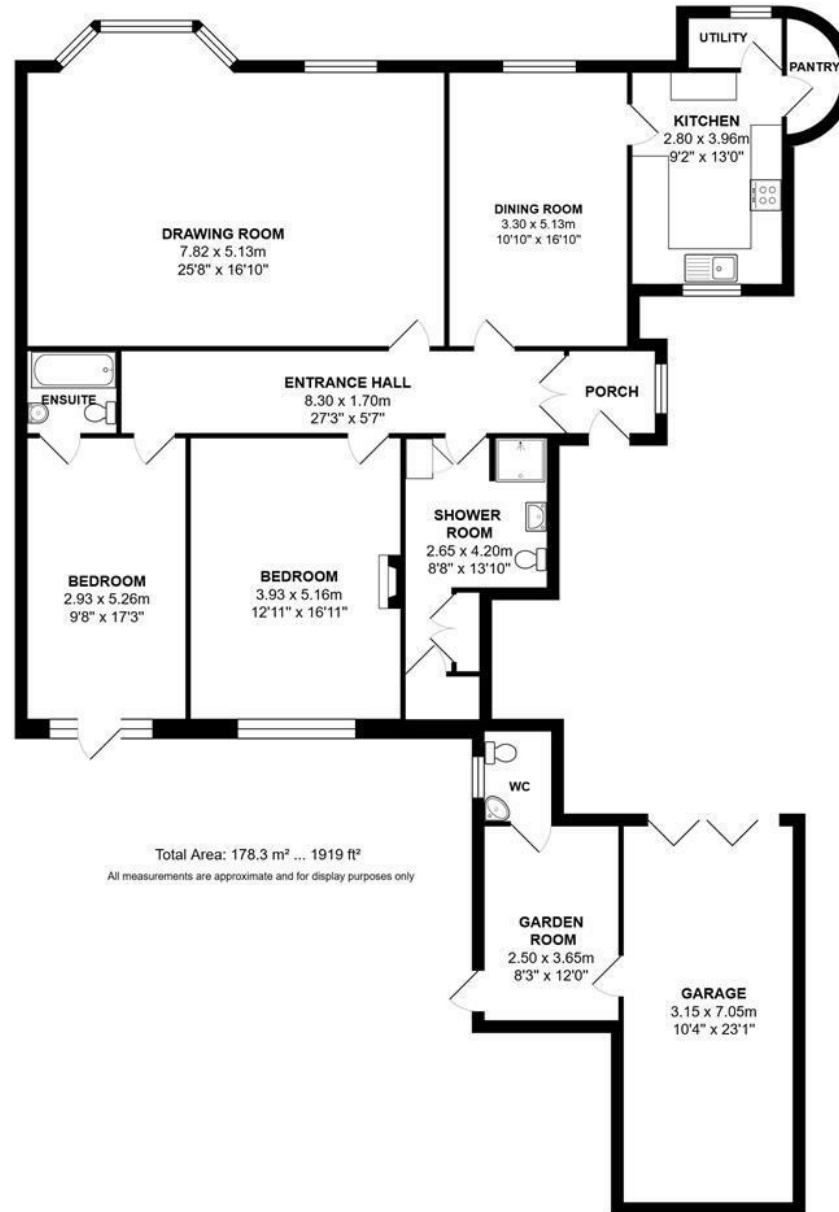 UTILITY
PANTRY
KITCHEN
2.80 x 3.96m
9'2" x 13'0"
DINING ROOM
3.30 x 5.13m
10'10" x 16'10"
DRAWING ROOM
7.82 x 5.13m
25'8" x 16'10"
ENTRANCE HALL
8.30 x 1.70m
27'3" x 5'7"
PORCH
ENSUITE
SHOWER
ROOM
2.65 x 4.20m
8'8" x 13'10"
BEDROOM
2.93 x 5.26m
9'8" x 17'3"
BEDROOM
3.93 x 5.16m
12'11" x 16'11"
WC
Total Area: 178.3 m² ... 1919 ft²
All measurements are approximate and for display purposes only
GARDEN
ROOM
2.50 x 3.65m
8'3" x 12'0"
GARAGE
3.15 x 7.05m
10'4" x 23'1"